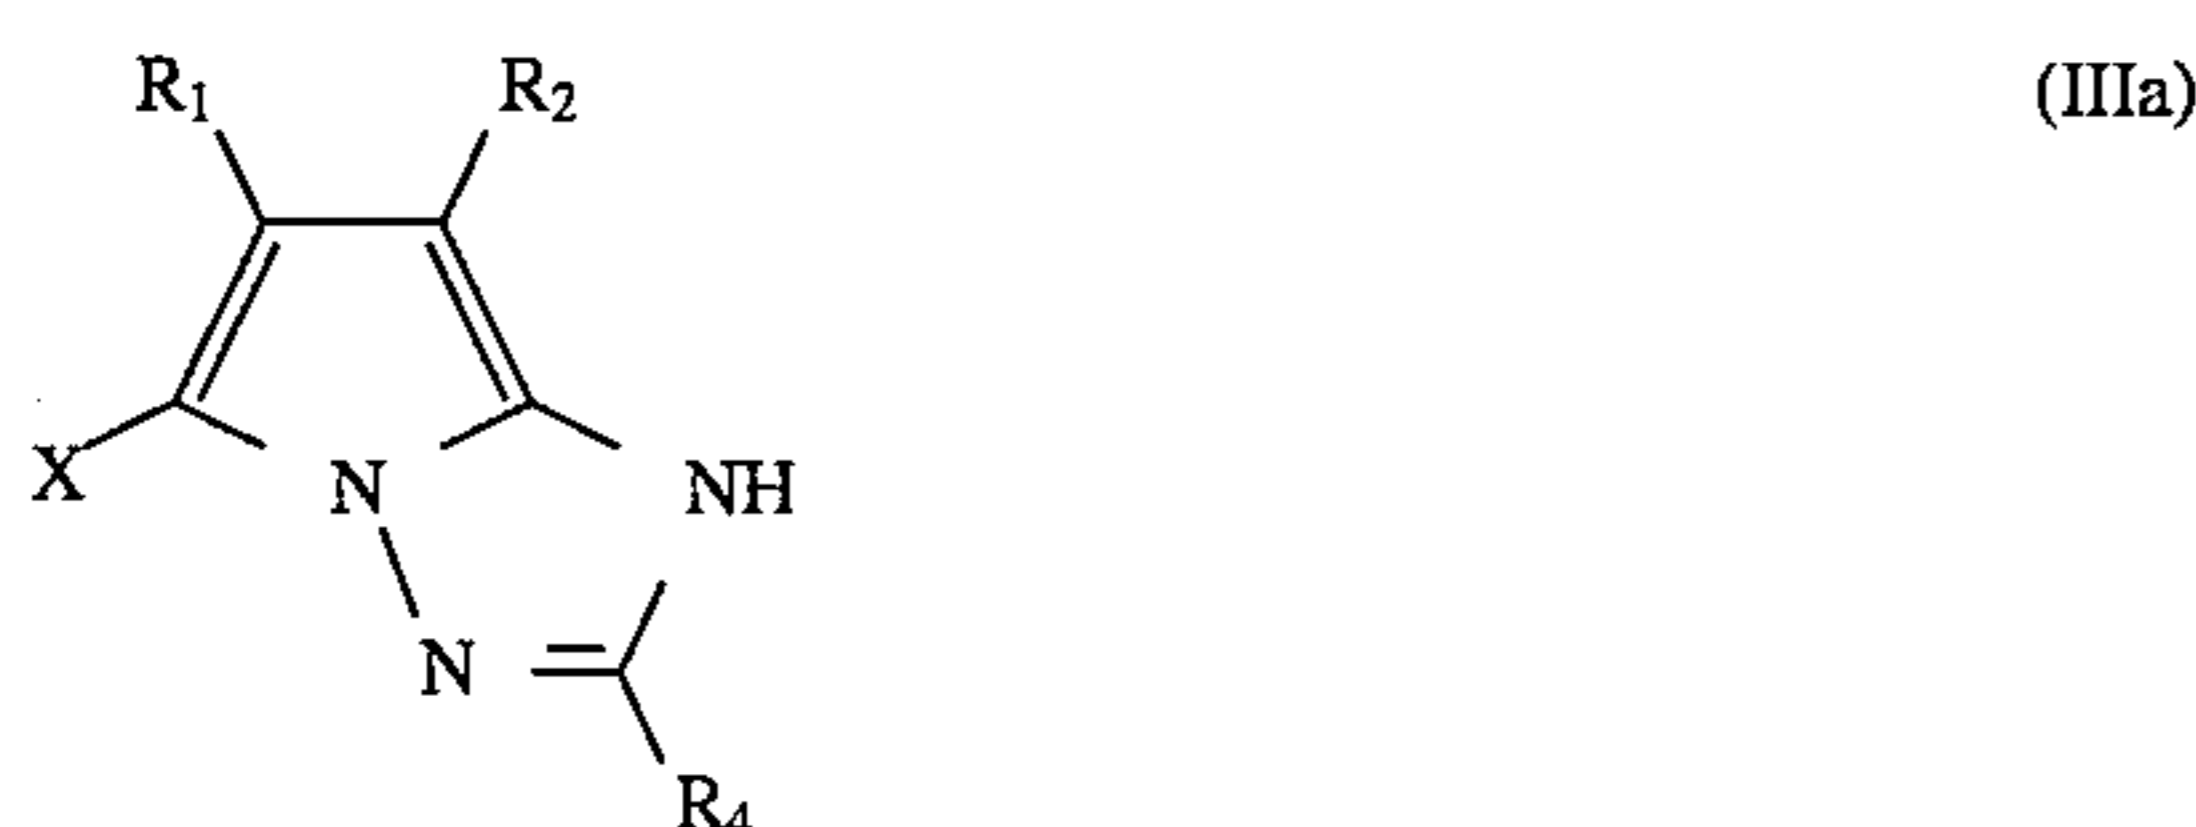 R₁ R₂ (IIIa)
X N NH
N
R₄